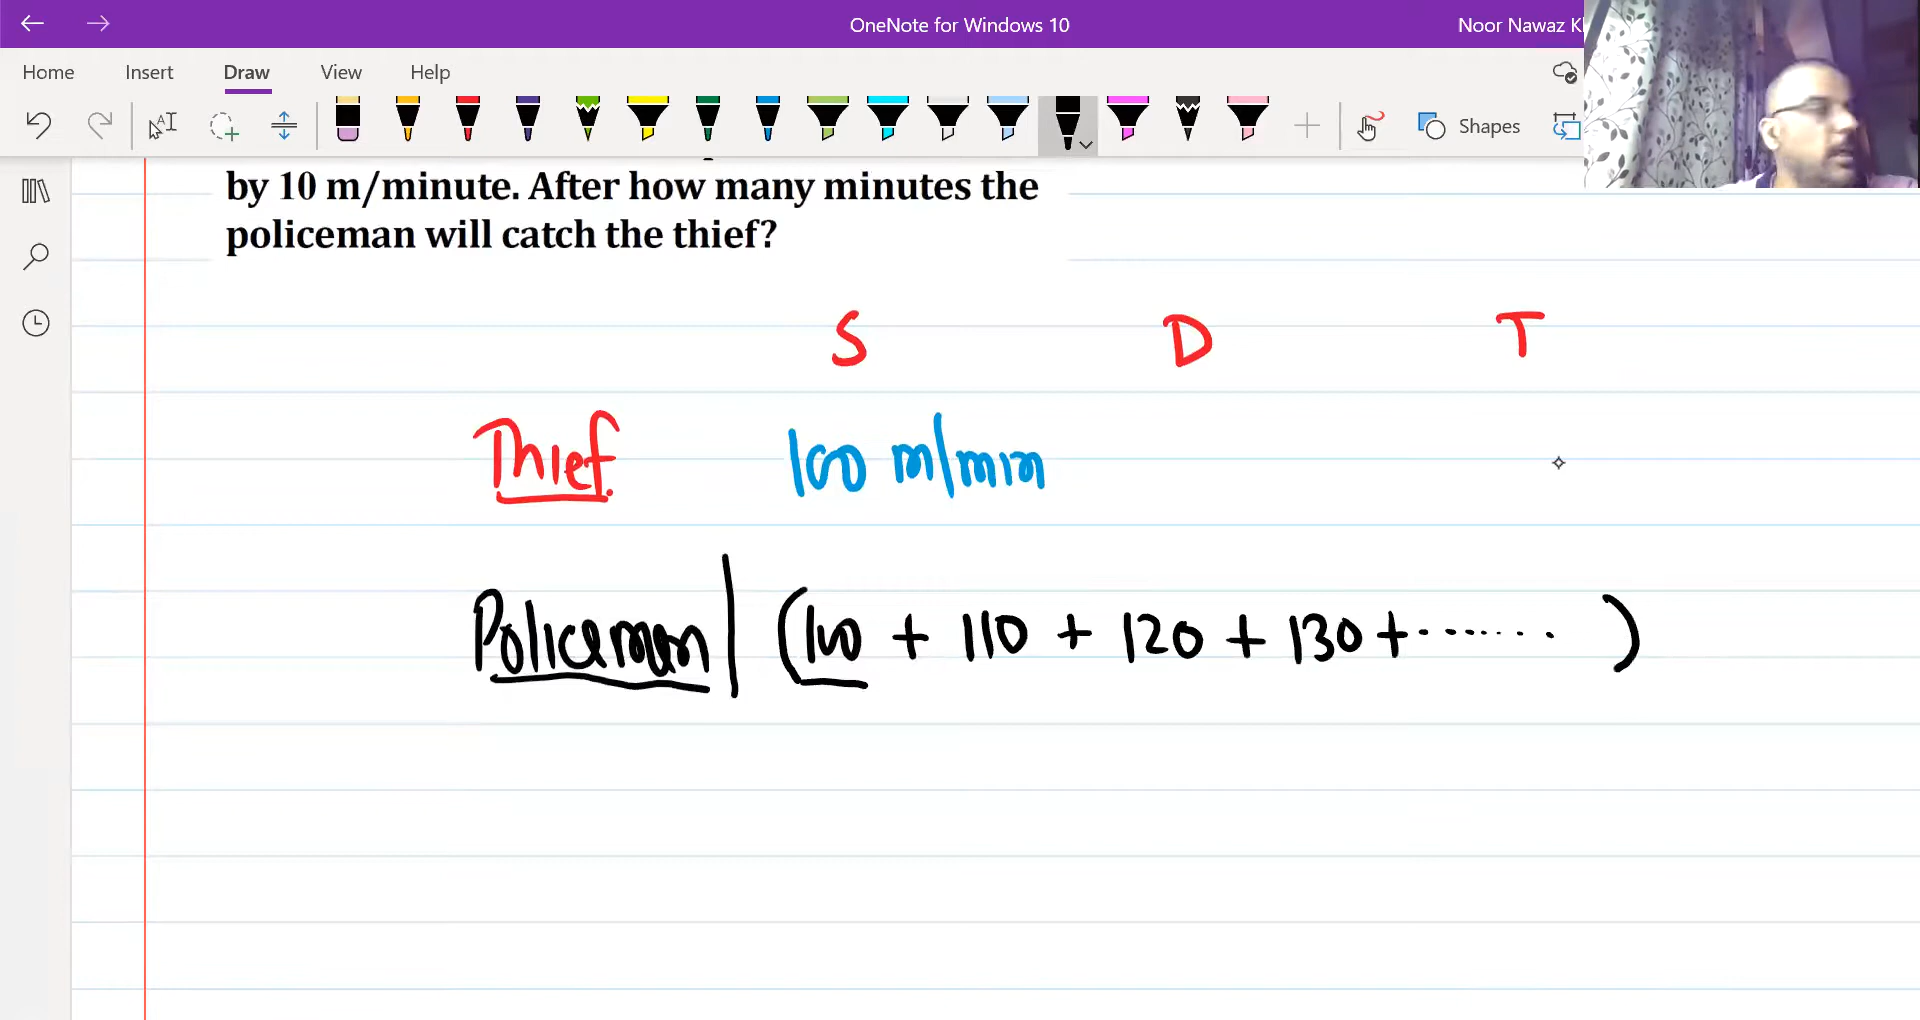 OneNote for Windows 10
Noor Nawaz
Home Insert Draw View Help
Shapes
by 10 m/minute. After how many minutes the
policeman will catch the thief?
S D T
Thief 100 m/min
Policeman | (100 + 110 + 120 + 130 + ....... )